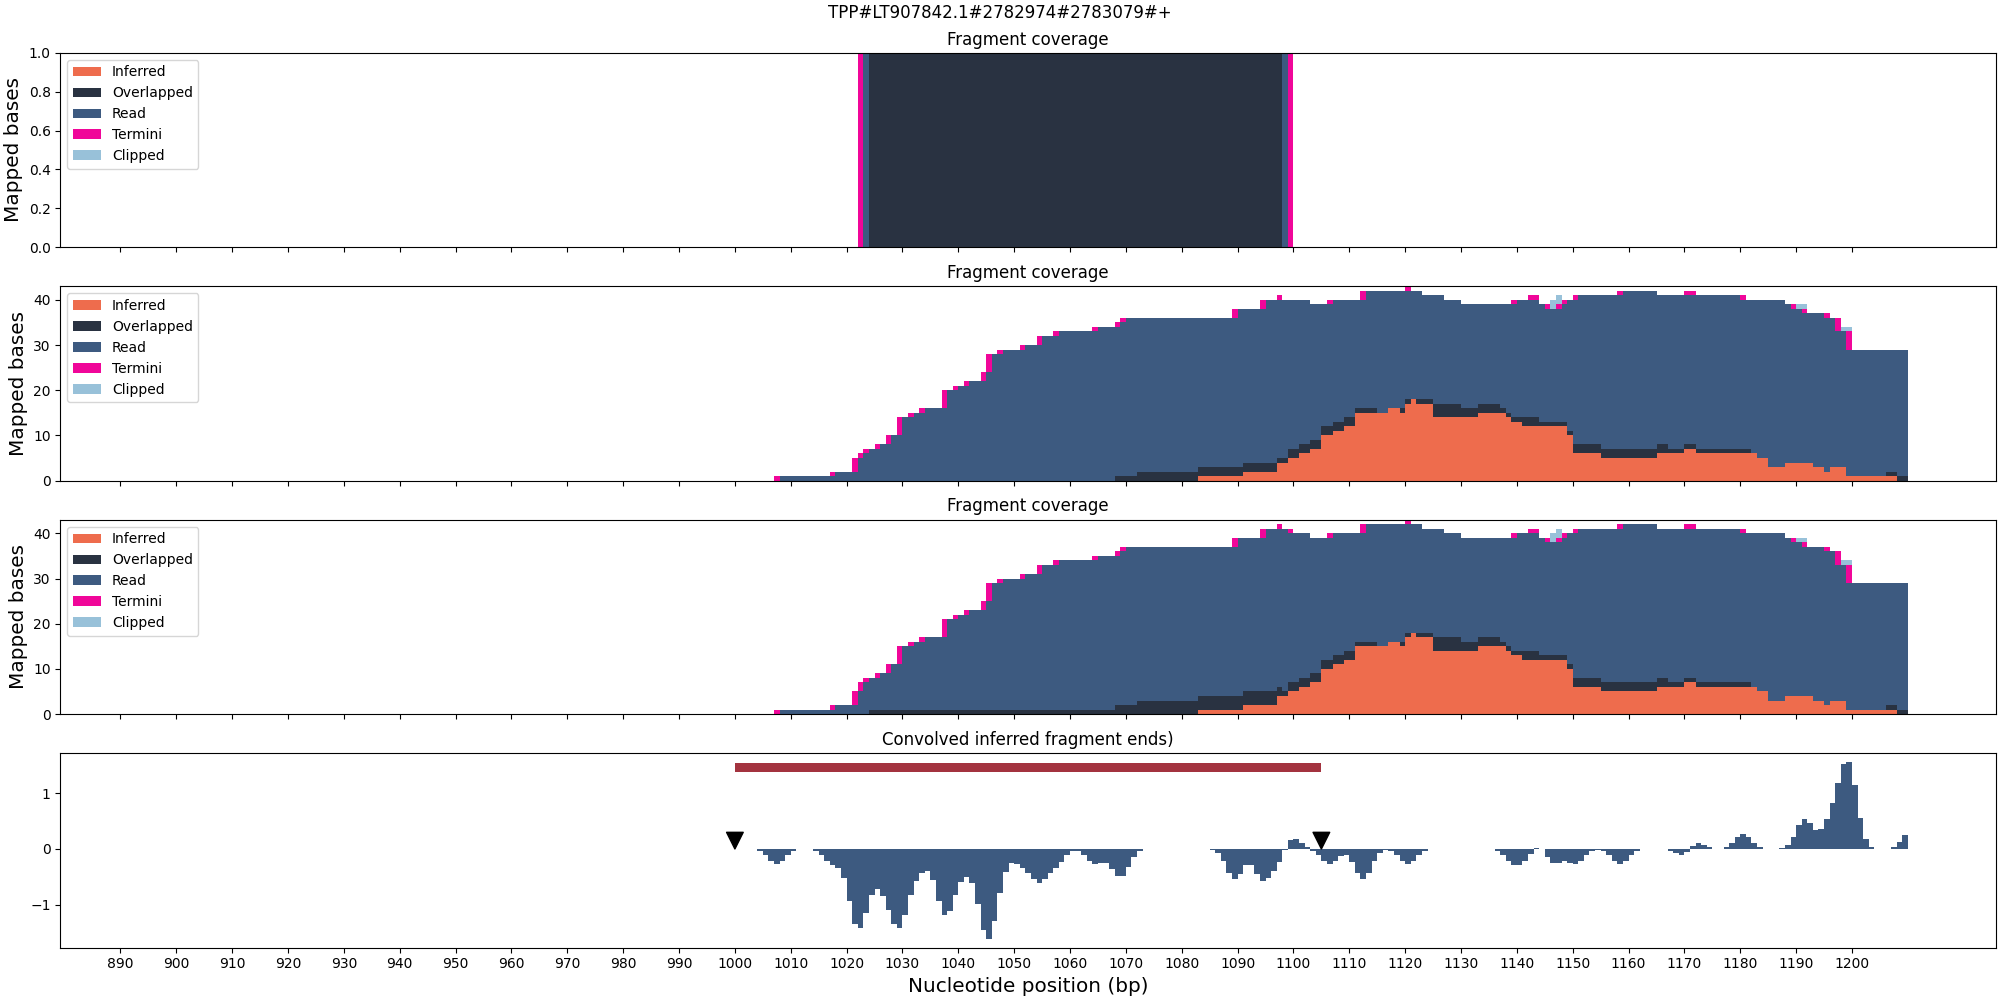 TPP#LT907842.1#2782974#2783079#+
Fragment coverage
Mapped bases
1.0
0.8
0.6
0.4
0.2
0.0
Inferred
Overlapped
Read
Termini
Clipped
Fragment coverage
Mapped bases
40
30
20
10
0
Inferred
Overlapped
Read
Termini
Clipped
Fragment coverage
Mapped bases
40
30
20
10
0
Inferred
Overlapped
Read
Termini
Clipped
Convolved inferred fragment ends)
1
0
−1
890 900 910 920 930 940 950 960 970 980 990 1000 1010 1020 1030 1040 1050 1060 1070 1080 1090 1100 1110 1120 1130 1140 1150 1160 1170 1180 1190 1200
Nucleotide position (bp)